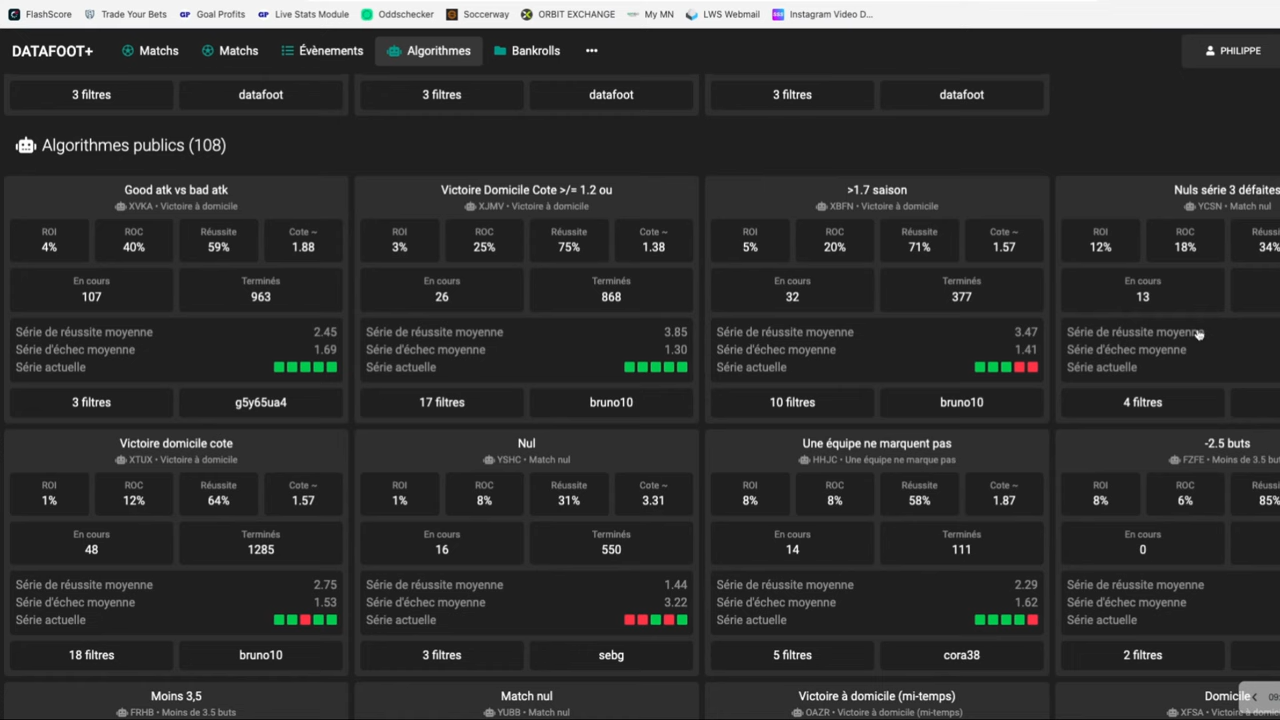 FlashScore Trade Your Bets Goal Profits Live Stats Module Oddschecker Soccerway ORBIT EXCHANGE My MN LWS Webmail Instagram Video D...
DATAFOOT+ Matchs Matchs Évènements Algorithmes Bankrolls ••• PHILIPPE
3 filtres datafoot 3 filtres datafoot 3 filtres datafoot
Algorithmes publics (108)
Good atk vs bad atk Victoire Domicile Cote >/= 1.2 ou >1.7 saison Nuls série 3 défaites
XVKA • Victoire à domicile XJMV • Victoire à domicile XBFN • Victoire à domicile YCSN • Match nul
ROI ROC Réussite Cote ~ ROI ROC Réussite Cote ~ ROI ROC Réussite Cote ~ ROI ROC Réussi
4% 40% 59% 1.88 3% 25% 75% 1.38 5% 20% 71% 1.57 12% 18% 34%
En cours Terminés En cours Terminés En cours Terminés En cours
107 963 26 868 32 377 13
Série de réussite moyenne 2.45 Série de réussite moyenne 3.85 Série de réussite moyenne 3.47 Série de réussite moyenne
Série d'échec moyenne 1.69 Série d'échec moyenne 1.30 Série d'échec moyenne 1.41 Série d'échec moyenne
Série actuelle Série actuelle Série actuelle Série actuelle
3 filtres g5y65ua4 17 filtres bruno10 10 filtres bruno10 4 filtres
Victoire domicile cote Nul Une équipe ne marquent pas -2.5 buts
XTUX • Victoire à domicile YSHC • Match nul HHJC • Une équipe ne marque pas FZFE • Moins de 3.5 but
ROI ROC Réussite Cote ~ ROI ROC Réussite Cote ~ ROI ROC Réussite Cote ~ ROI ROC Réussi
1% 12% 64% 1.57 1% 8% 31% 3.31 8% 8% 58% 1.87 8% 6% 85%
En cours Terminés En cours Terminés En cours Terminés En cours
48 1285 16 550 14 111 0
Série de réussite moyenne 2.75 Série de réussite moyenne 1.44 Série de réussite moyenne 2.29 Série de réussite moyenne
Série d'échec moyenne 1.53 Série d'échec moyenne 3.22 Série d'échec moyenne 1.62 Série d'échec moyenne
Série actuelle Série actuelle Série actuelle Série actuelle
18 filtres bruno10 3 filtres sebg 5 filtres cora38 2 filtres
Moins 3,5 Match nul Victoire à domicile (mi-temps) Domicile
FRHB • Moins de 3.5 buts YUBB • Match nul OAZR • Victoire à domicile (mi-temps) XFSA • Victoire à domi